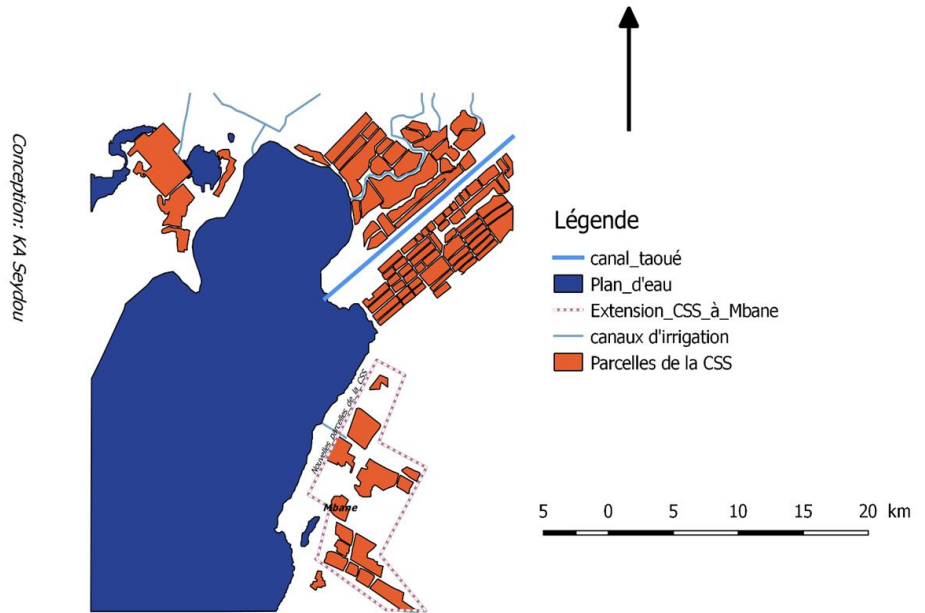 Conception: KA Seydou
Nouvelles parcelles de la CSS
Mbane
Légende
canal_taoué
Plan_d'eau
Extension_CSS_à_Mbane
canaux d'irrigation
Parcelles de la CSS
5 0 5 10 15 20 km